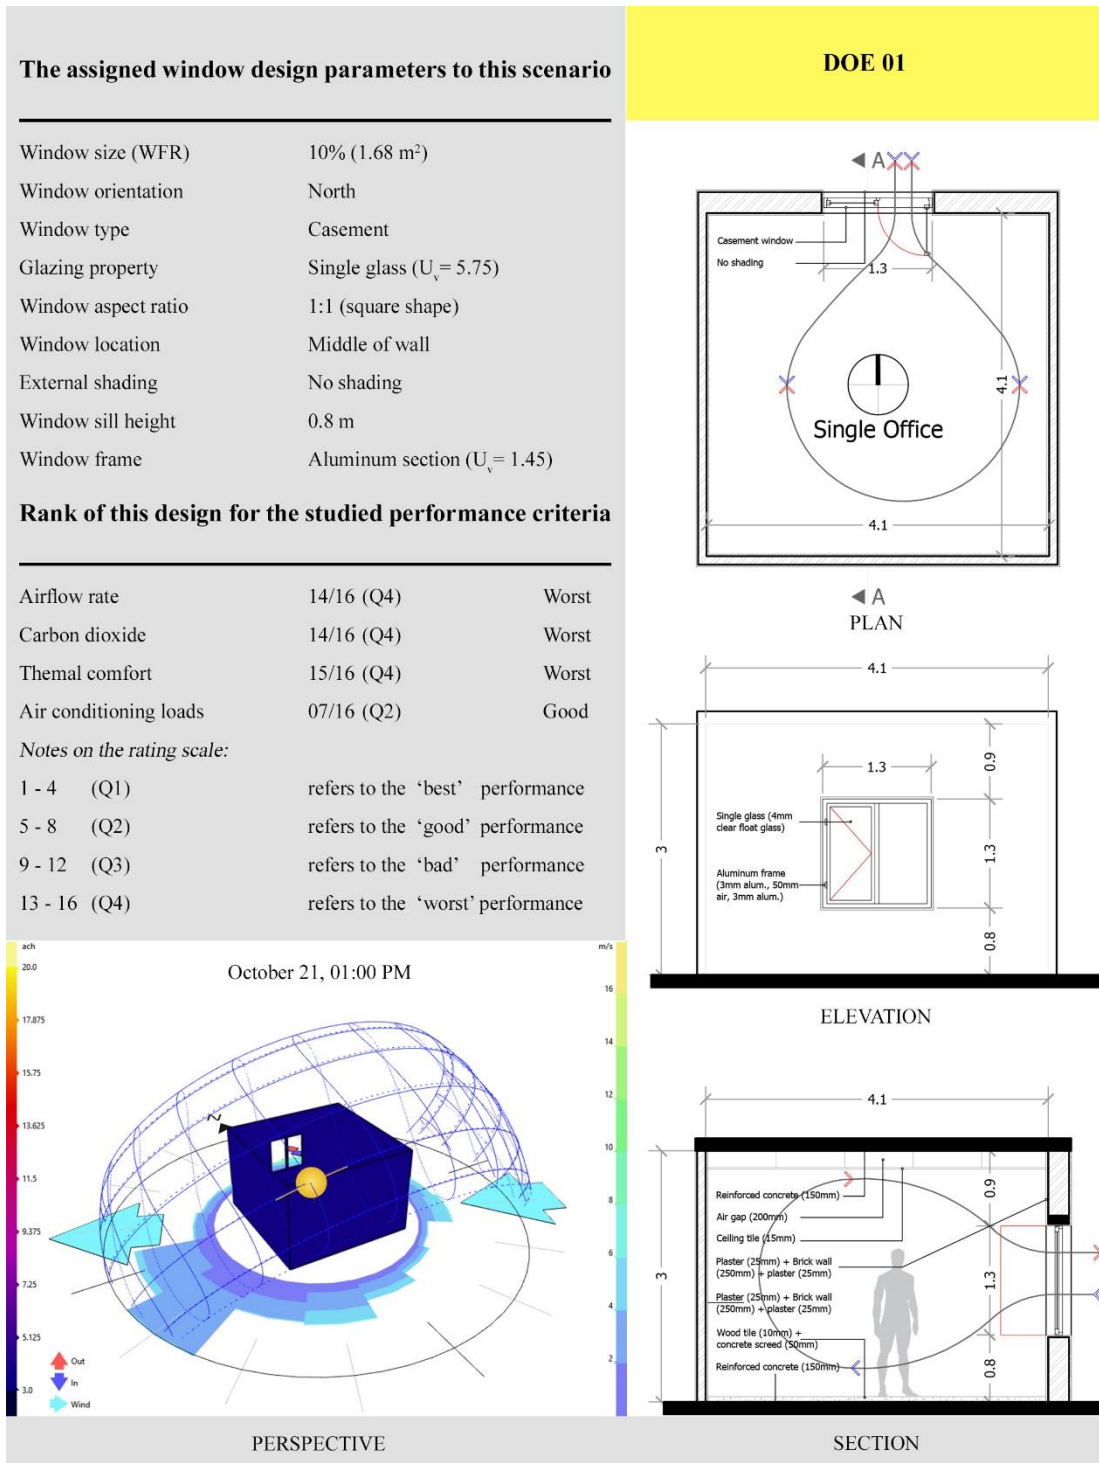 The assigned window design parameters to this scenario
Window size (WFR) 10% (1.68 m²)
Window orientation North
Window type Casement
Glazing property Single glass (Uv= 5.75)
Window aspect ratio 1:1 (square shape)
Window location Middle of wall
External shading No shading
Window sill height 0.8 m
Window frame Aluminum section (Uv= 1.45)
Rank of this design for the studied performance criteria
Airflow rate 14/16 (Q4) Worst
Carbon dioxide 14/16 (Q4) Worst
Themal comfort 15/16 (Q4) Worst
Air conditioning loads 07/16 (Q2) Good
Notes on the rating scale:
1 - 4 (Q1) refers to the ‘best’ performance
5 - 8 (Q2) refers to the ‘good’ performance
9 - 12 (Q3) refers to the ‘bad’ performance
13 - 16 (Q4) refers to the ‘worst’ performance
ach
20.0
17.875
15.75
13.625
11.5
9.375
7.25
5.125
3.0
October 21, 01:00 PM
N
Out
In
Wind
m/s
16
14
12
10
8
6
4
2
PERSPECTIVE
DOE 01
A
Casement window
No shading
1.3
4.1
Single Office
4.1
A
PLAN
4.1
0.9
1.3
Single glass (4mm
clear float glass)
3
1.3
Aluminum frame
(3mm alum., 50mm
air, 3mm alum.)
0.8
ELEVATION
4.1
0.9
Reinforced concrete (150mm)
Air gap (200mm)
Ceiling tile (15mm)
Plaster (25mm) + Brick wall
(250mm) + plaster (25mm)
3
1.3
Plaster (25mm) + Brick wall
(250mm) + plaster (25mm)
Wood tile (10mm) +
concrete screed (50mm)
0.8
Reinforced concrete (150mm)
SECTION